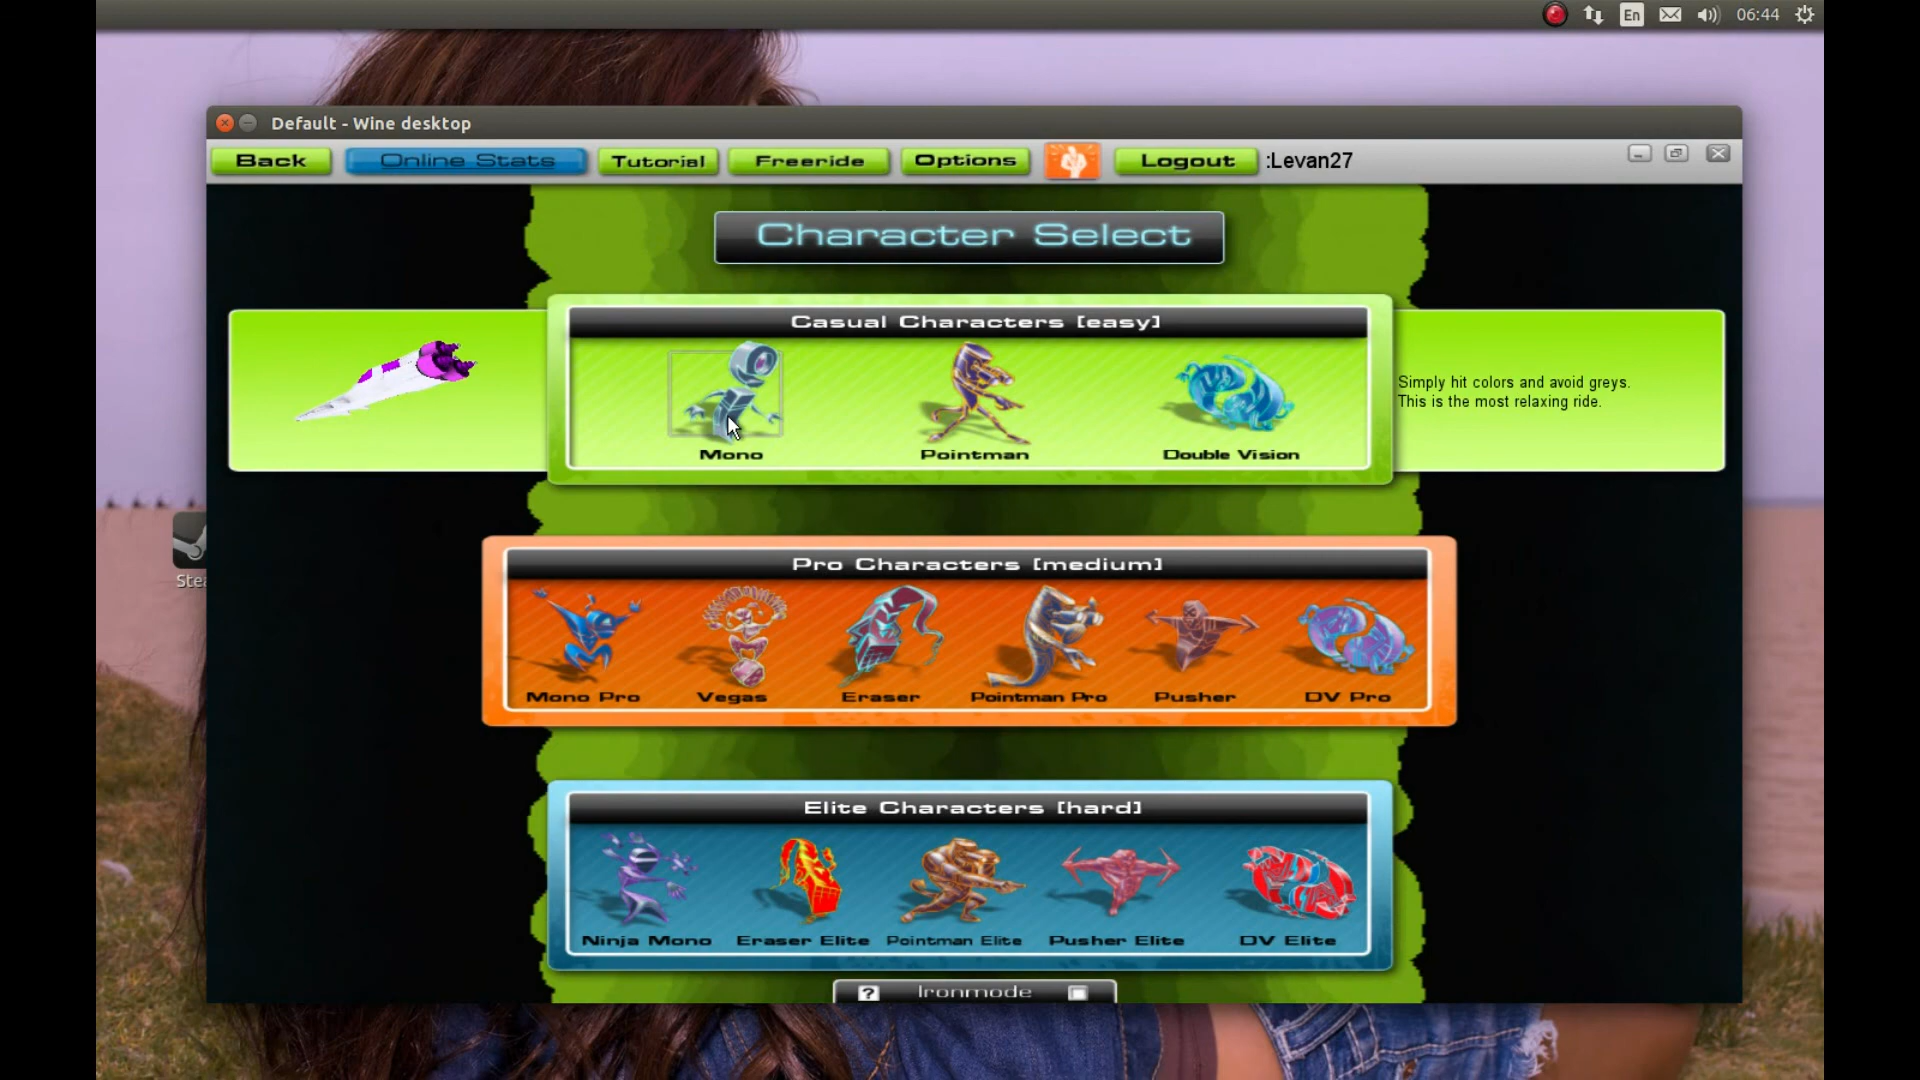 En
06:44
Default - Wine desktop
Back
Online Stats
Tutorial
Freeride
Options
Logout
:Levan27
Character Select
Casual Characters [easy]
Mono
Pointman
Double Vision
Simply hit colors and avoid greys.
This is the most relaxing ride.
Stea
Pro Characters [medium]
Mono Pro
Vegas
Eraser
Pointman Pro
Pusher
DV Pro
Elite Characters [hard]
Ninja Mono
Eraser Elite
Pointman Elite
Pusher Elite
DV Elite
? Ironmode